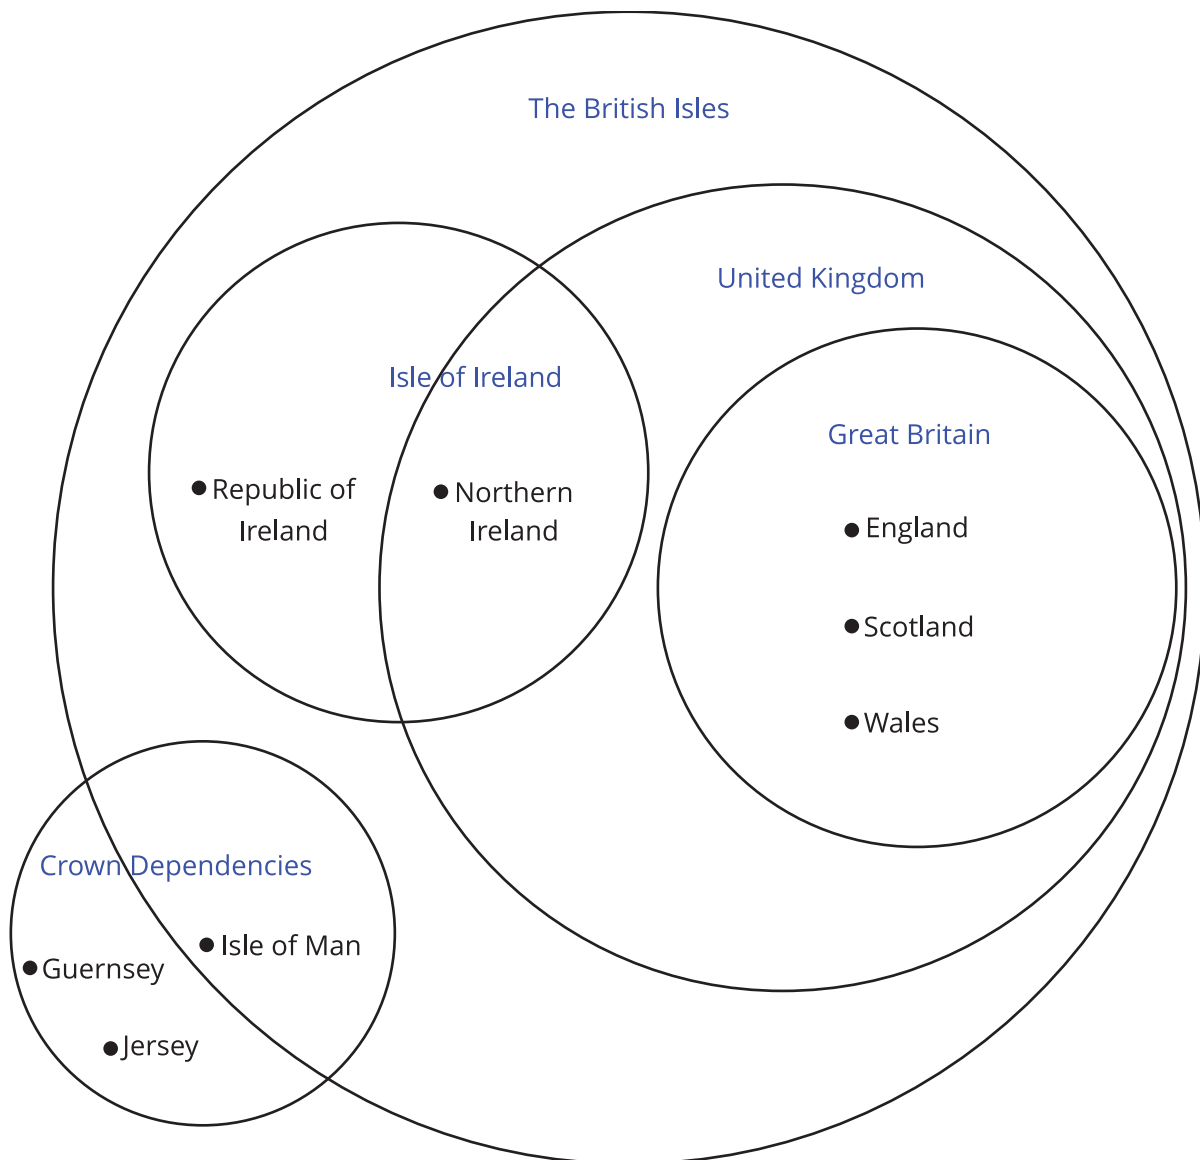 The British Isles
United Kingdom
Isle of Ireland
Great Britain
Republic of
Ireland
Northern
Ireland
England
Scotland
Wales
Crown Dependencies
Isle of Man
Guernsey
Jersey